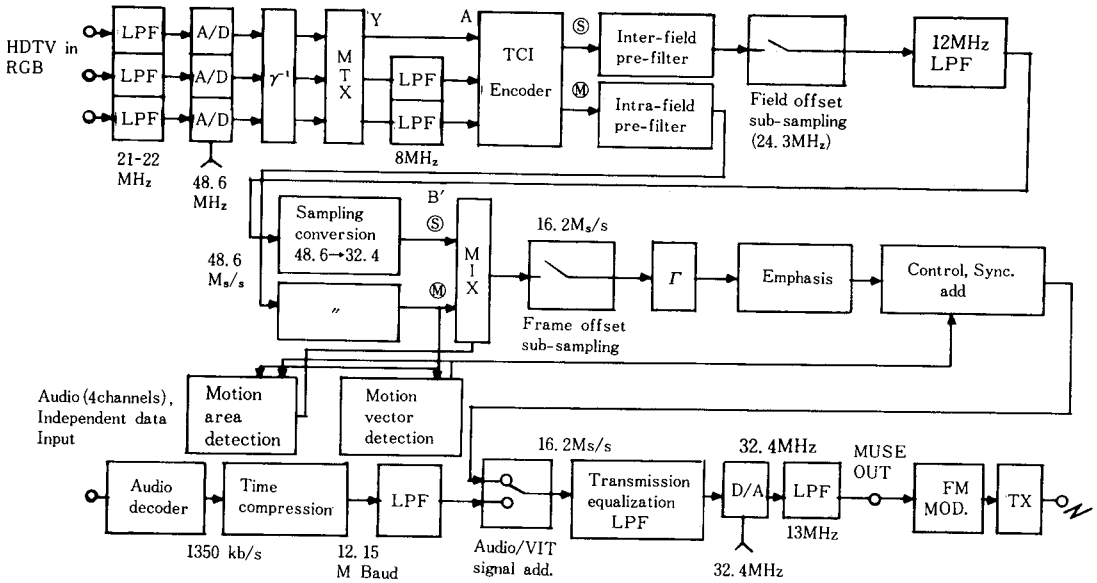 HDTV in
RGB
LPF
LPF
LPF
21-22
MHz
A/D
A/D
A/D
48.6
MHz
γ⁻¹
MTX
Y
LPF
LPF
8MHz
A
TCI
Encoder
Ⓢ
Ⓜ
Inter-field
pre-filter
Intra-field
pre-filter
Field offset
sub-sampling
(24.3MHz)
12MHz
LPF
48.6
Ms/s
Sampling
conversion
48.6→32.4
〃
B'
Ⓢ
Ⓜ
MIX
16.2Ms/s
Frame offset
sub-sampling
Γ
Emphasis
Control, Sync.
add
Motion
area
detection
Motion
vector
detection
Audio (4channels),
Independent data
Input
Audio
decoder
1350 kb/s
Time
compression
12.15
M Baud
LPF
Audio/VIT
signal add.
16.2Ms/s
Transmission
equalization
LPF
D/A
32.4MHz
32.4MHz
LPF
13MHz
MUSE
OUT
FM
MOD.
TX